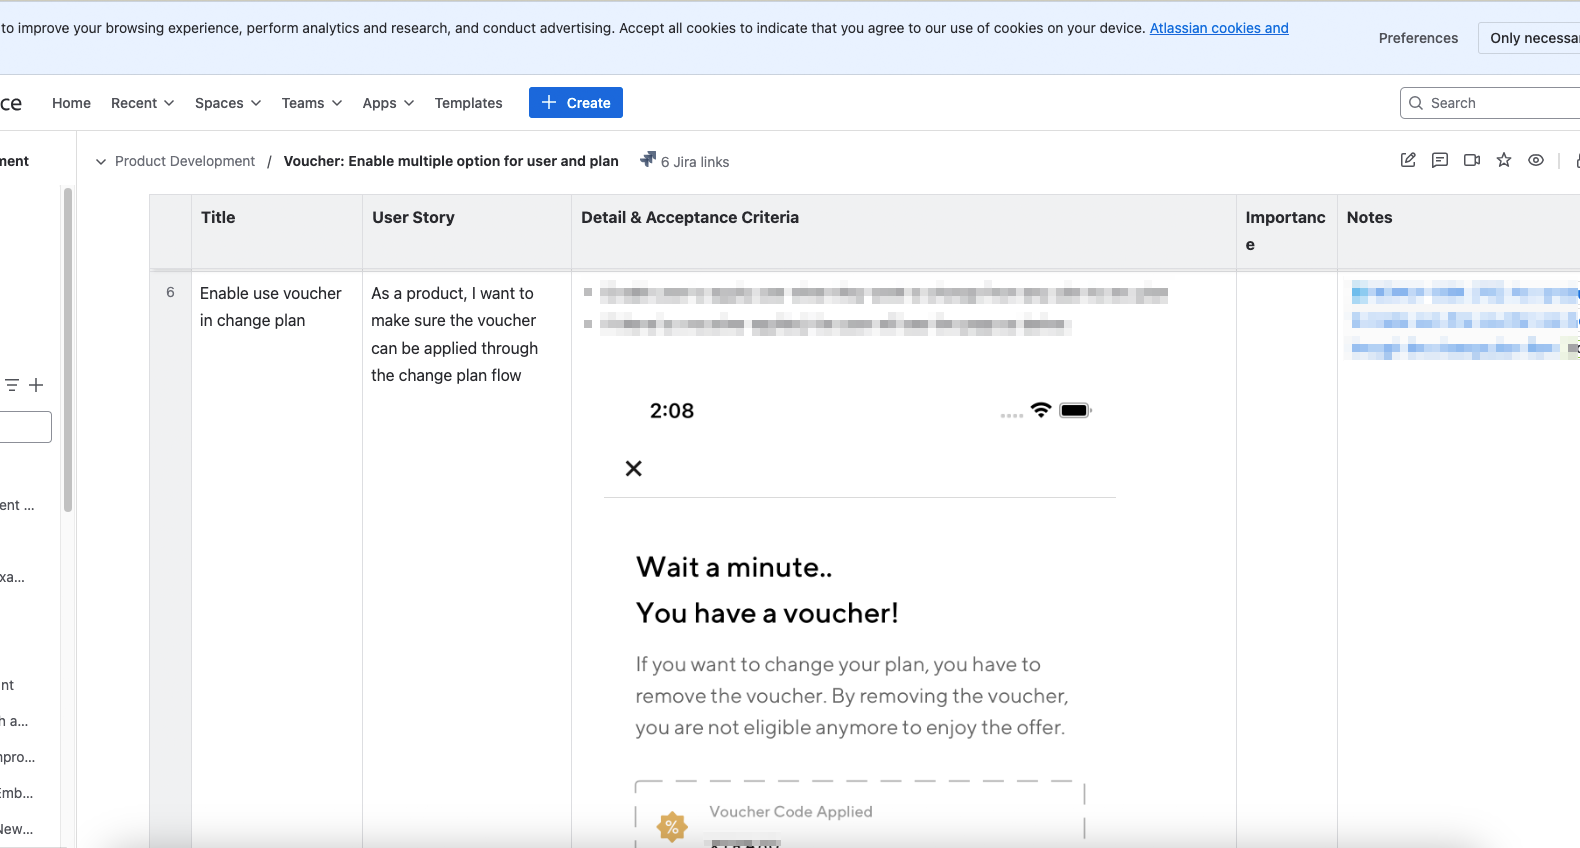 to improve your browsing experience, perform analytics and research, and conduct advertising. Accept all cookies to indicate that you agree to our use of cookies on your device. Atlassian cookies and
Preferences
Only necessa
ce
Home
Recent
Spaces
Teams
Apps
Templates
Create
Search
ment
Product Development / Voucher: Enable multiple option for user and plan
6 Jira links
Title
User Story
Detail & Acceptance Criteria
Importanc
e
Notes
6
Enable use voucher
in change plan
As a product, I want to
make sure the voucher
can be applied through
the change plan flow
2:08
Wait a minute..
You have a voucher!
If you want to change your plan, you have to
remove the voucher. By removing the voucher,
you are not eligible anymore to enjoy the offer.
Voucher Code Applied
%
ent ...
xa...
nt
h a...
npro...
Emb...
New...